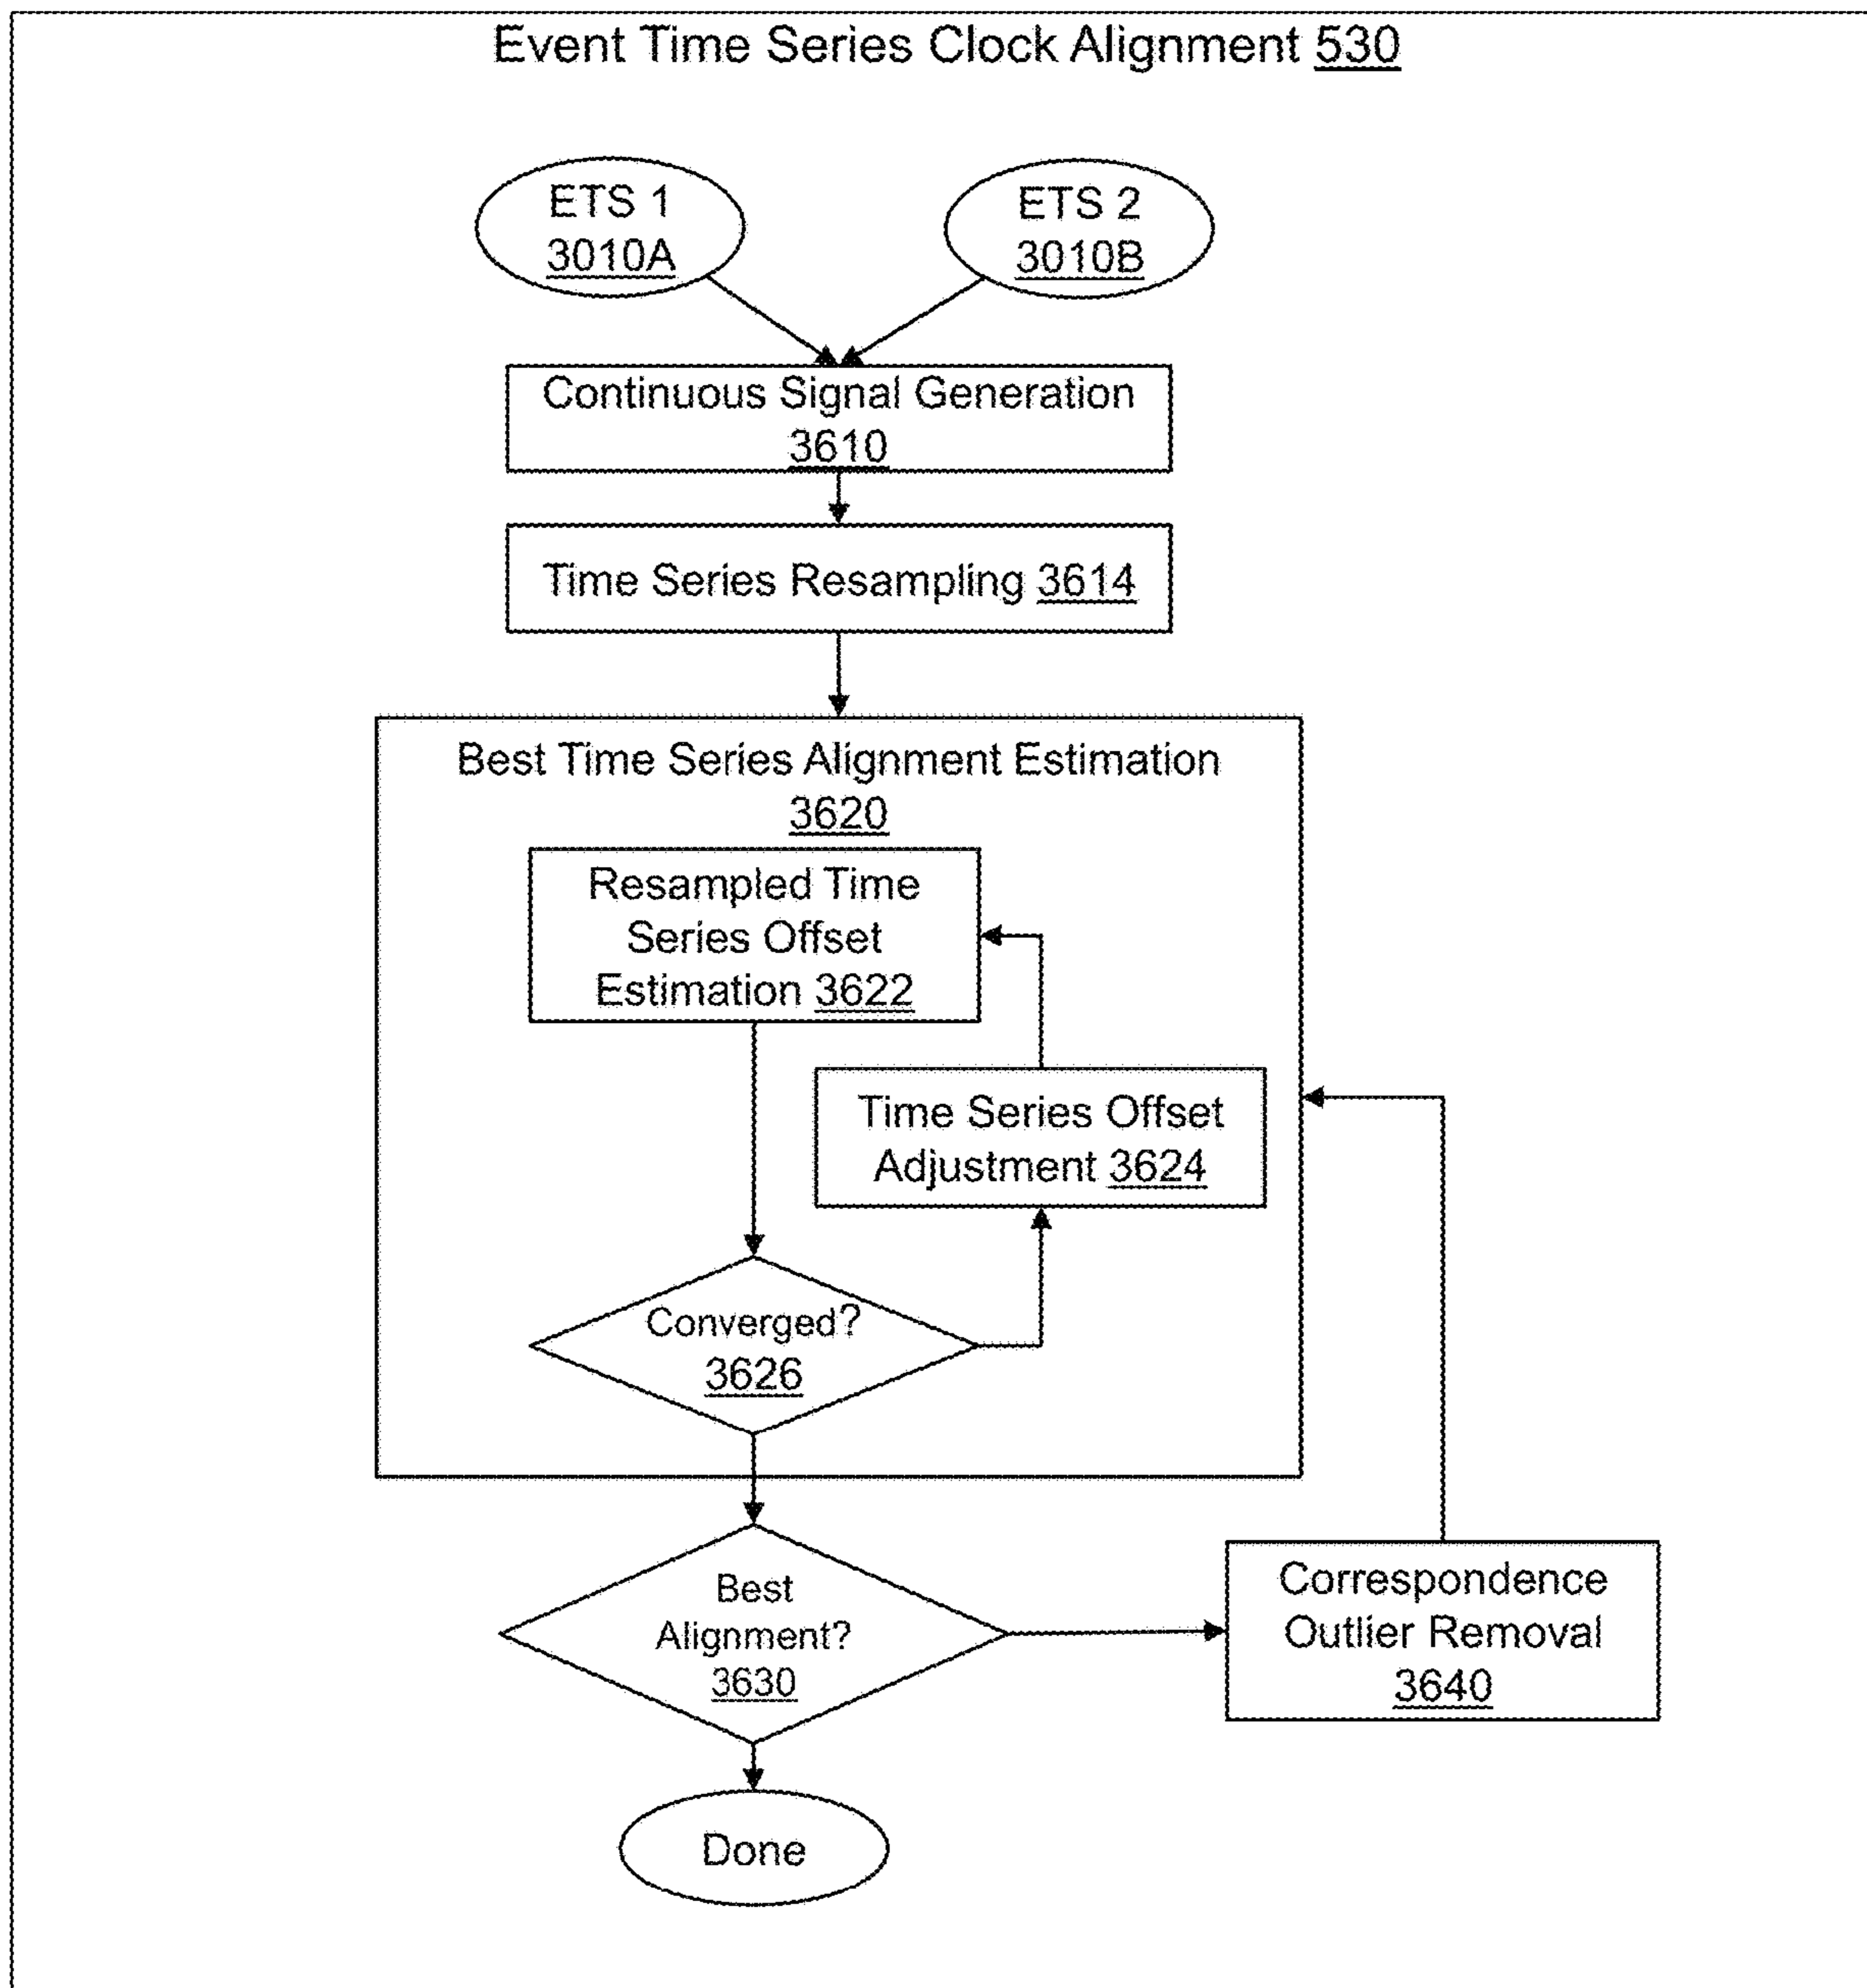 Event Time Series Clock Alignment 530
ETS 1
3010A
ETS 2
3010B
Continuous Signal Generation
3610
Time Series Resampling 3614
Best Time Series Alignment Estimation
3620
Resampled Time
Series Offset
Estimation 3622
Time Series Offset
Adjustment 3624
Converged?
3626
Best
Alignment?
3630
Correspondence
Outlier Removal
3640
Done